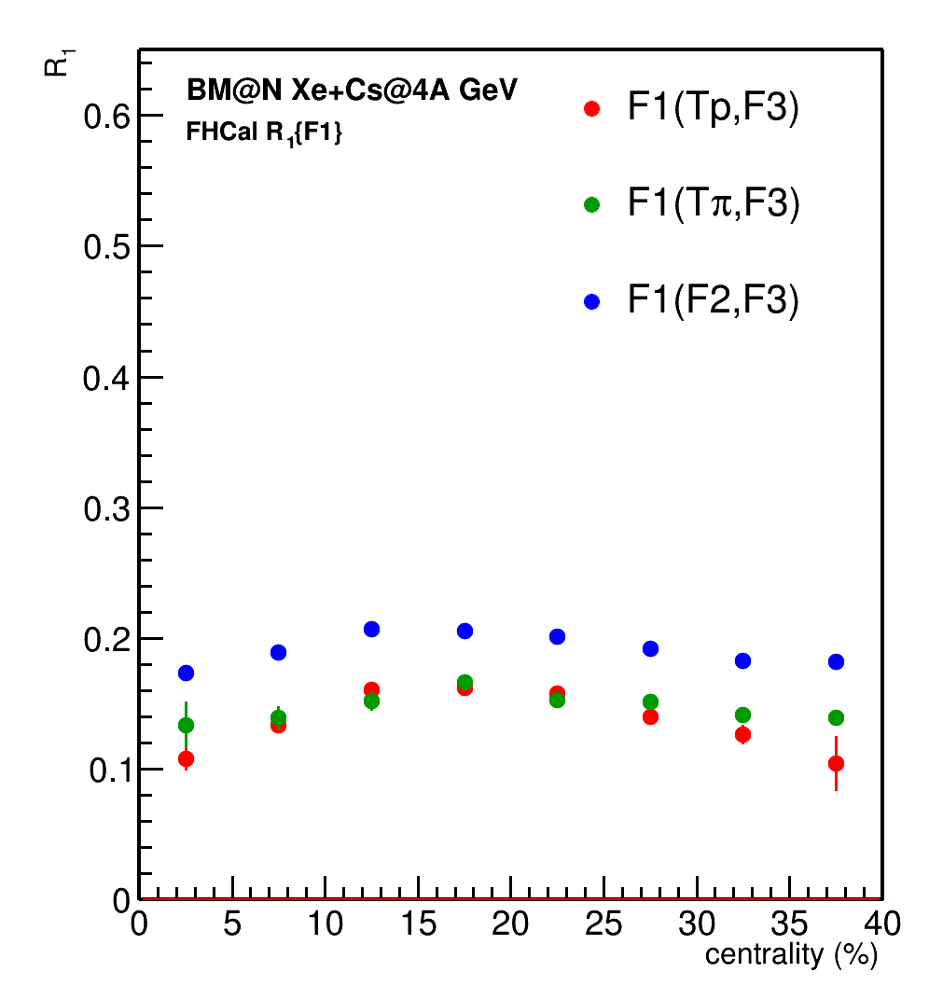 R1
BM@N Xe+Cs@4A GeV
FHCal R1{F1}
F1(Tp,F3)
F1(Tπ,F3)
F1(F2,F3)
0.6
0.5
0.4
0.3
0.2
0.1
0
0 5 10 15 20 25 30 35 40
centrality (%)